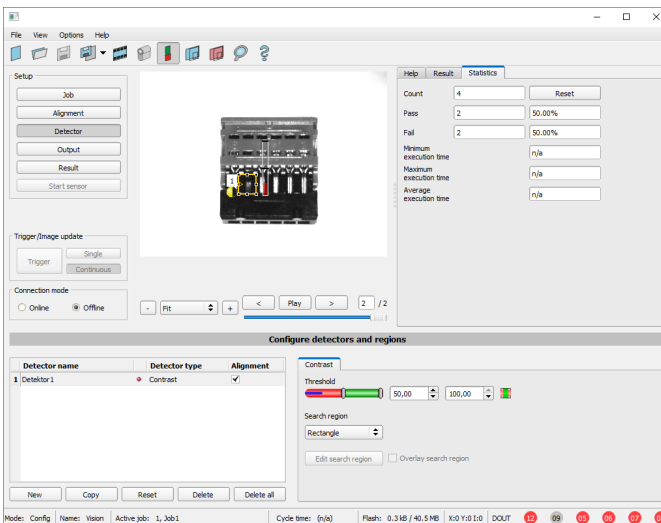 File View Options Help
Setup
Job
Alignment
Detector
Output
Result
Start sensor
Trigger/Image update
Trigger
Single
Continuous
Connection mode
Online Offline
1
- Fit +
< Play > 2 / 2
Help Result Statistics
Count 4 Reset
Pass 2 50.00%
Fail 2 50.00%
Minimum
execution time n/a
Maximum
execution time n/a
Average
execution time n/a
Configure detectors and regions
Detector name Detector type Alignment
1 Detektor1 Contrast
New Copy Reset Delete Delete all
Contrast
Threshold
50,00 100,00
Search region
Rectangle
Edit search region Overlay search region
Mode: Config Name: Vision Active job: 1, Job1 Cycle time: (n/a) Flash: 0.3 kB / 40.5 MB X:0 Y:0 I:0 DOUT 12 09 05 06 07